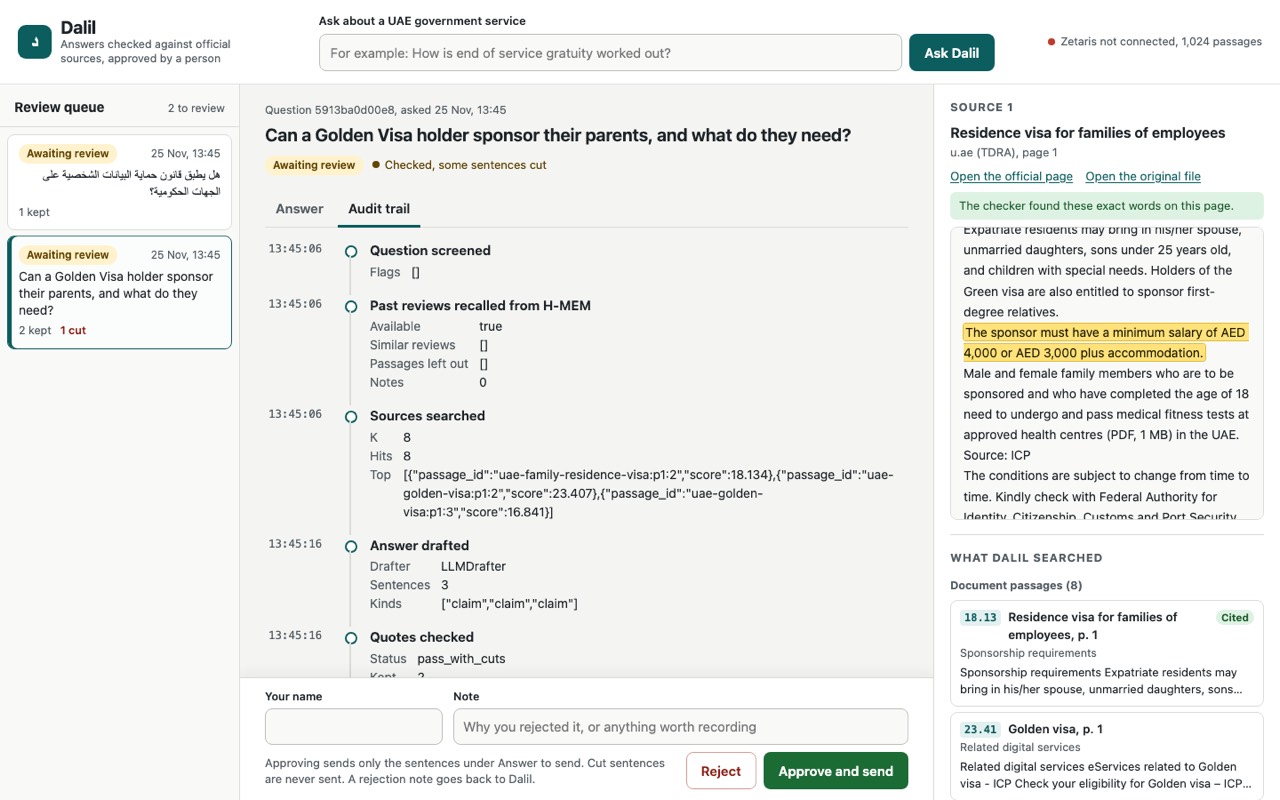 د
Dalil
Answers checked against official
sources, approved by a person
Ask about a UAE government service
For example: How is end of service gratuity worked out?
Ask Dalil
Zetaris not connected, 1,024 passages
Review queue
2 to review
Awaiting review
25 Nov, 13:45
هل يطبق قانون حماية البيانات الشخصية على
الجهات الحكومية؟
1 kept
Awaiting review
25 Nov, 13:45
Can a Golden Visa holder sponsor
their parents, and what do they
need?
2 kept 1 cut
Question 5913ba0d00e8, asked 25 Nov, 13:45
Can a Golden Visa holder sponsor their parents, and what do they need?
Awaiting review
Checked, some sentences cut
Answer
Audit trail
13:45:06
Question screened
Flags []
13:45:06
Past reviews recalled from H-MEM
Available true
Similar reviews []
Passages left out []
Notes 0
13:45:06
Sources searched
K 8
Hits 8
Top [{"passage_id":"uae-family-residence-visa:p1:2","score":18.134},{"passage_id":"uae-
golden-visa:p1:2","score":23.407},{"passage_id":"uae-golden-
visa:p1:3","score":16.841}]
13:45:16
Answer drafted
Drafter LLMDrafter
Sentences 3
Kinds ["claim","claim","claim"]
13:45:16
Quotes checked
Status pass_with_cuts
Kept 2
Your name
Note
Why you rejected it, or anything worth recording
Approving sends only the sentences under Answer to send. Cut sentences
are never sent. A rejection note goes back to Dalil.
Reject
Approve and send
SOURCE 1
Residence visa for families of employees
u.ae (TDRA), page 1
Open the official page Open the original file
The checker found these exact words on this page.
Expatriate residents may bring in his/her spouse,
unmarried daughters, sons under 25 years old,
and children with special needs. Holders of the
Green visa are also entitled to sponsor first-
degree relatives.
The sponsor must have a minimum salary of AED
4,000 or AED 3,000 plus accommodation.
Male and female family members who are to be
sponsored and who have completed the age of 18
need to undergo and pass medical fitness tests at
approved health centres (PDF, 1 MB) in the UAE.
Source: ICP
The conditions are subject to change from time to
time. Kindly check with Federal Authority for
Identity, Citizenship, Customs and Port Security
WHAT DALIL SEARCHED
Document passages (8)
18.13 Residence visa for families of
employees, p. 1
Cited
Sponsorship requirements
Sponsorship requirements Expatriate residents may
bring in his/her spouse, unmarried daughters, sons…
23.41 Golden visa, p. 1
Related digital services
Related digital services eServices related to Golden
visa - ICP Check your eligibility for Golden visa – ICP…